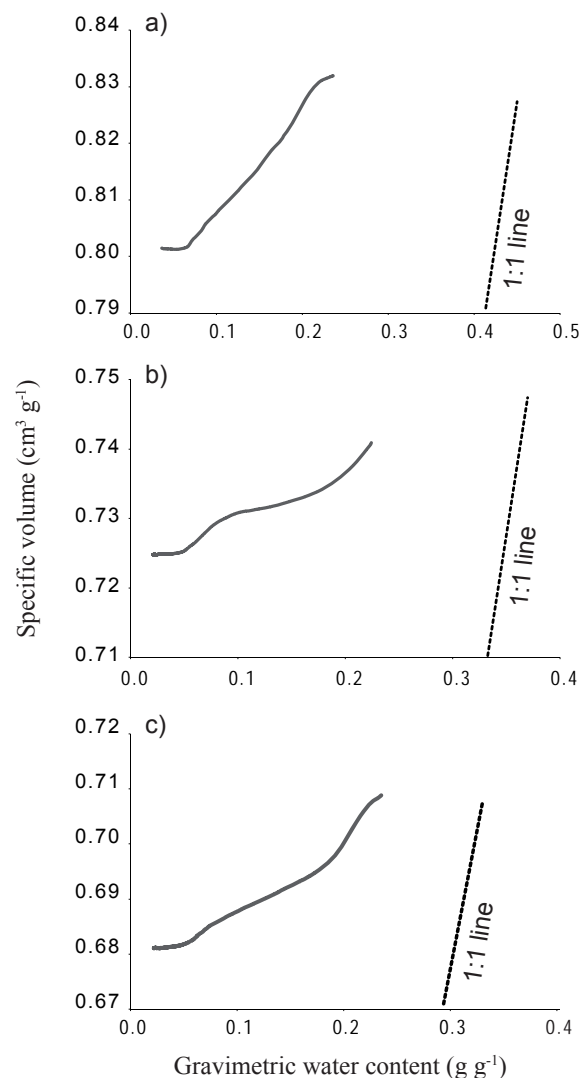 a)
0.84
0.83
0.82
0.81
0.80
0.79
0.0 0.1 0.2 0.3 0.4 0.5
1:1 line
b)
0.75
0.74
0.73
0.72
0.71
0.0 0.1 0.2 0.3 0.4
1:1 line
Specific volume (cm³ g⁻¹)
c)
0.72
0.71
0.70
0.69
0.68
0.67
0.0 0.1 0.2 0.3 0.4
1:1 line
Gravimetric water content (g g⁻¹)